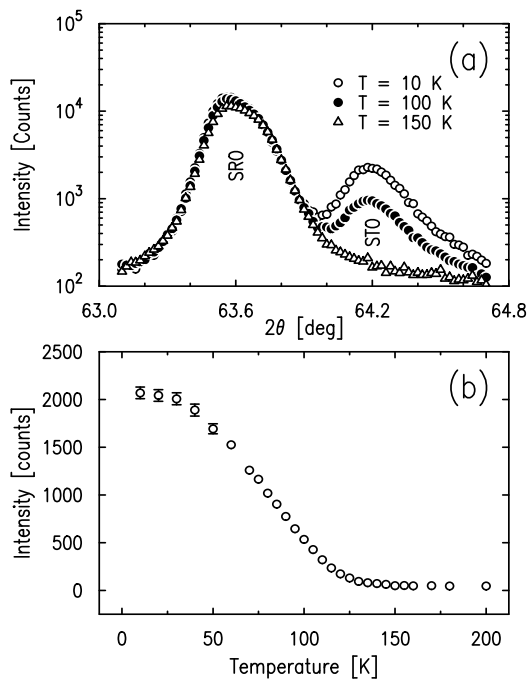 10^5
(a)
T = 10 K
T = 100 K
T = 150 K
10^4
10^3
10^2
Intensity [Counts]
SRO
STO
63.0 63.6 64.2 64.8
2θ [deg]
2500
(b)
2000
1500
1000
500
0
Intensity [counts]
0 50 100 150 200
Temperature [K]